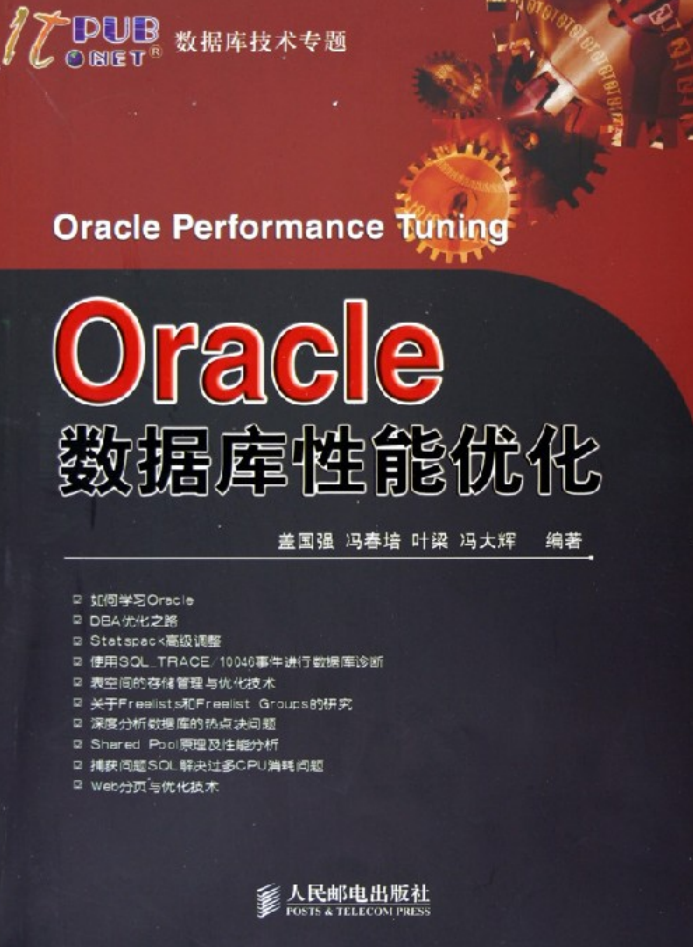 IT PUB
.NET® 数据库技术专题
Oracle Performance Tuning
Oracle
数据库性能优化
盖国强 冯春培 叶梁 冯大辉 编著
如何学习Oracle
DBA优化之路
Statspack高级调整
使用SQL_TRACE/10046事件进行数据库诊断
表空间的存储管理与优化技术
关于Freelists和Freelist Groups的研究
深度分析数据库的热点块问题
Shared Pool原理及性能分析
捕获问题SQL解决过多CPU消耗问题
Web分页与优化技术
人民邮电出版社
POSTS & TELECOM PRESS